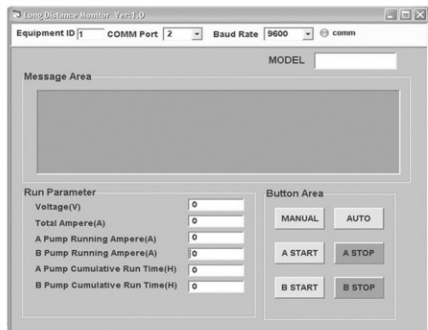 Long Distance Monitor Ver:1.0
Equipment ID 1 COMM Port 2 Baud Rate 9600 comm
MODEL
Message Area
Run Parameter
Voltage(V) 0
Total Ampere(A) 0
A Pump Running Ampere(A) 0
B Pump Running Ampere(A) 0
A Pump Cumulative Run Time(H) 0
B Pump Cumulative Run Time(H) 0
Button Area
MANUAL AUTO
A START A STOP
B START B STOP